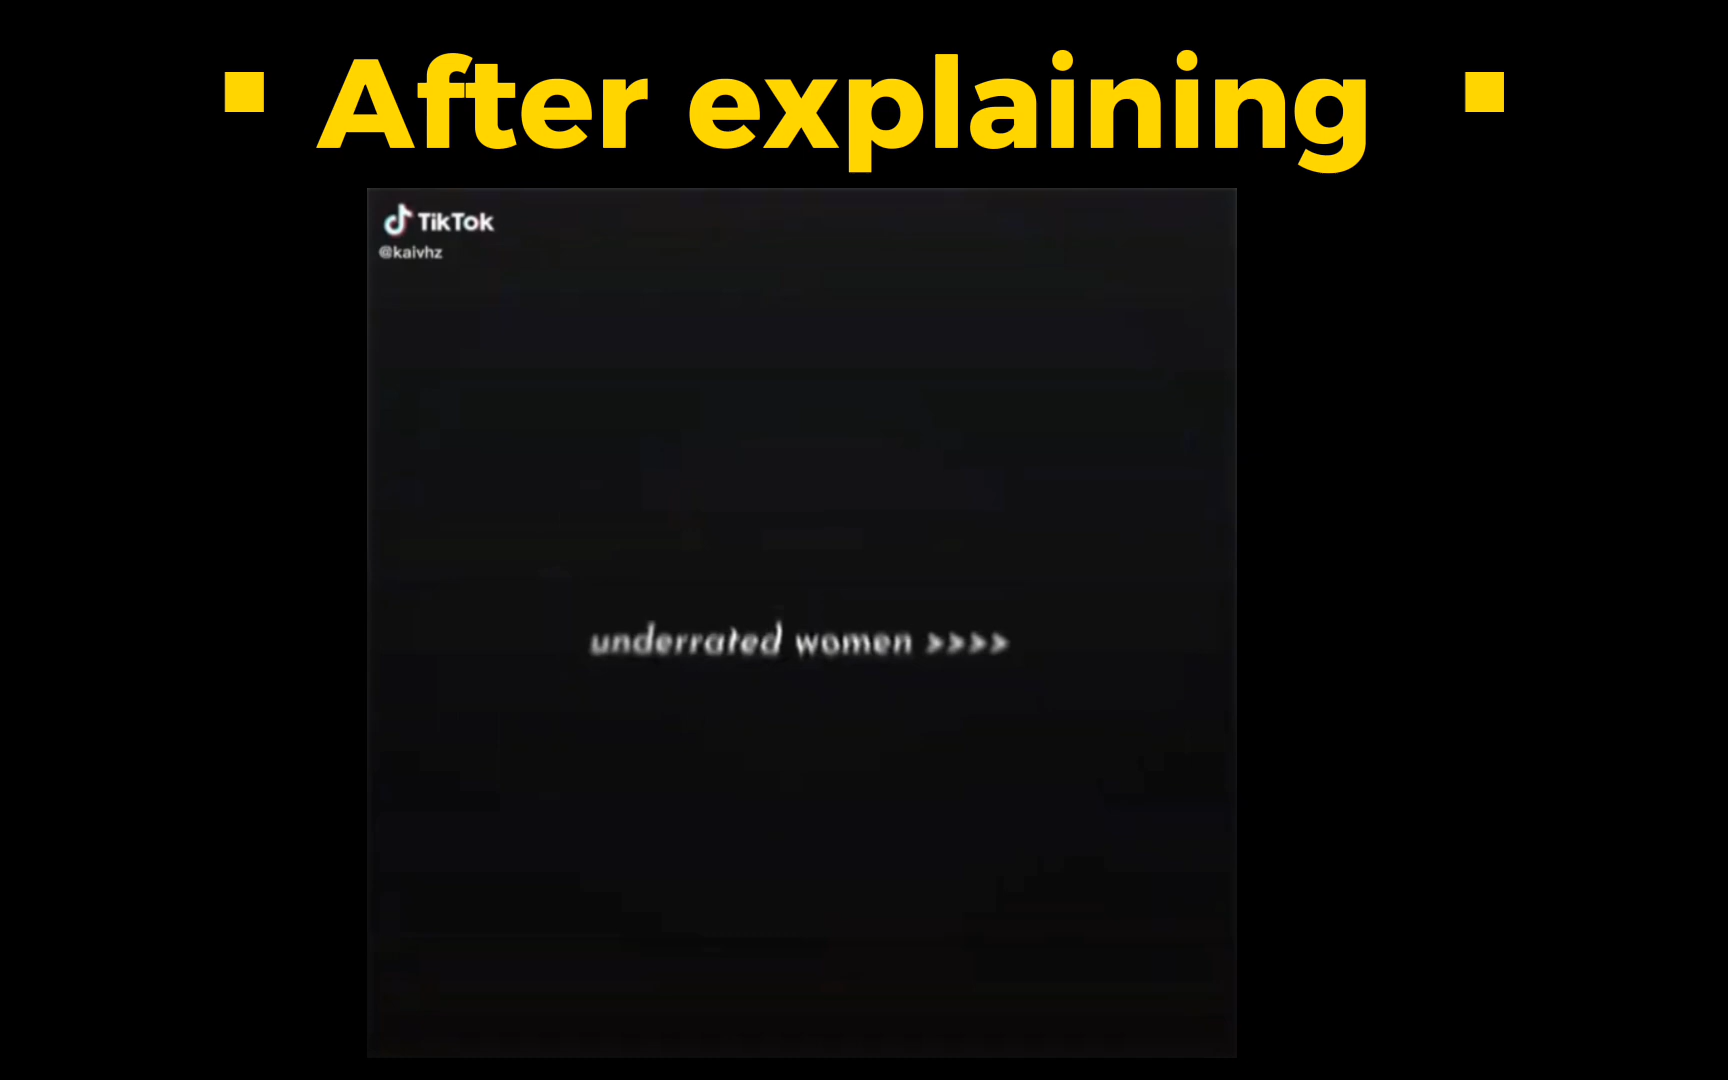 ▪ After explaining ▪
TikTok
@kaivhz
underrated women >>>>